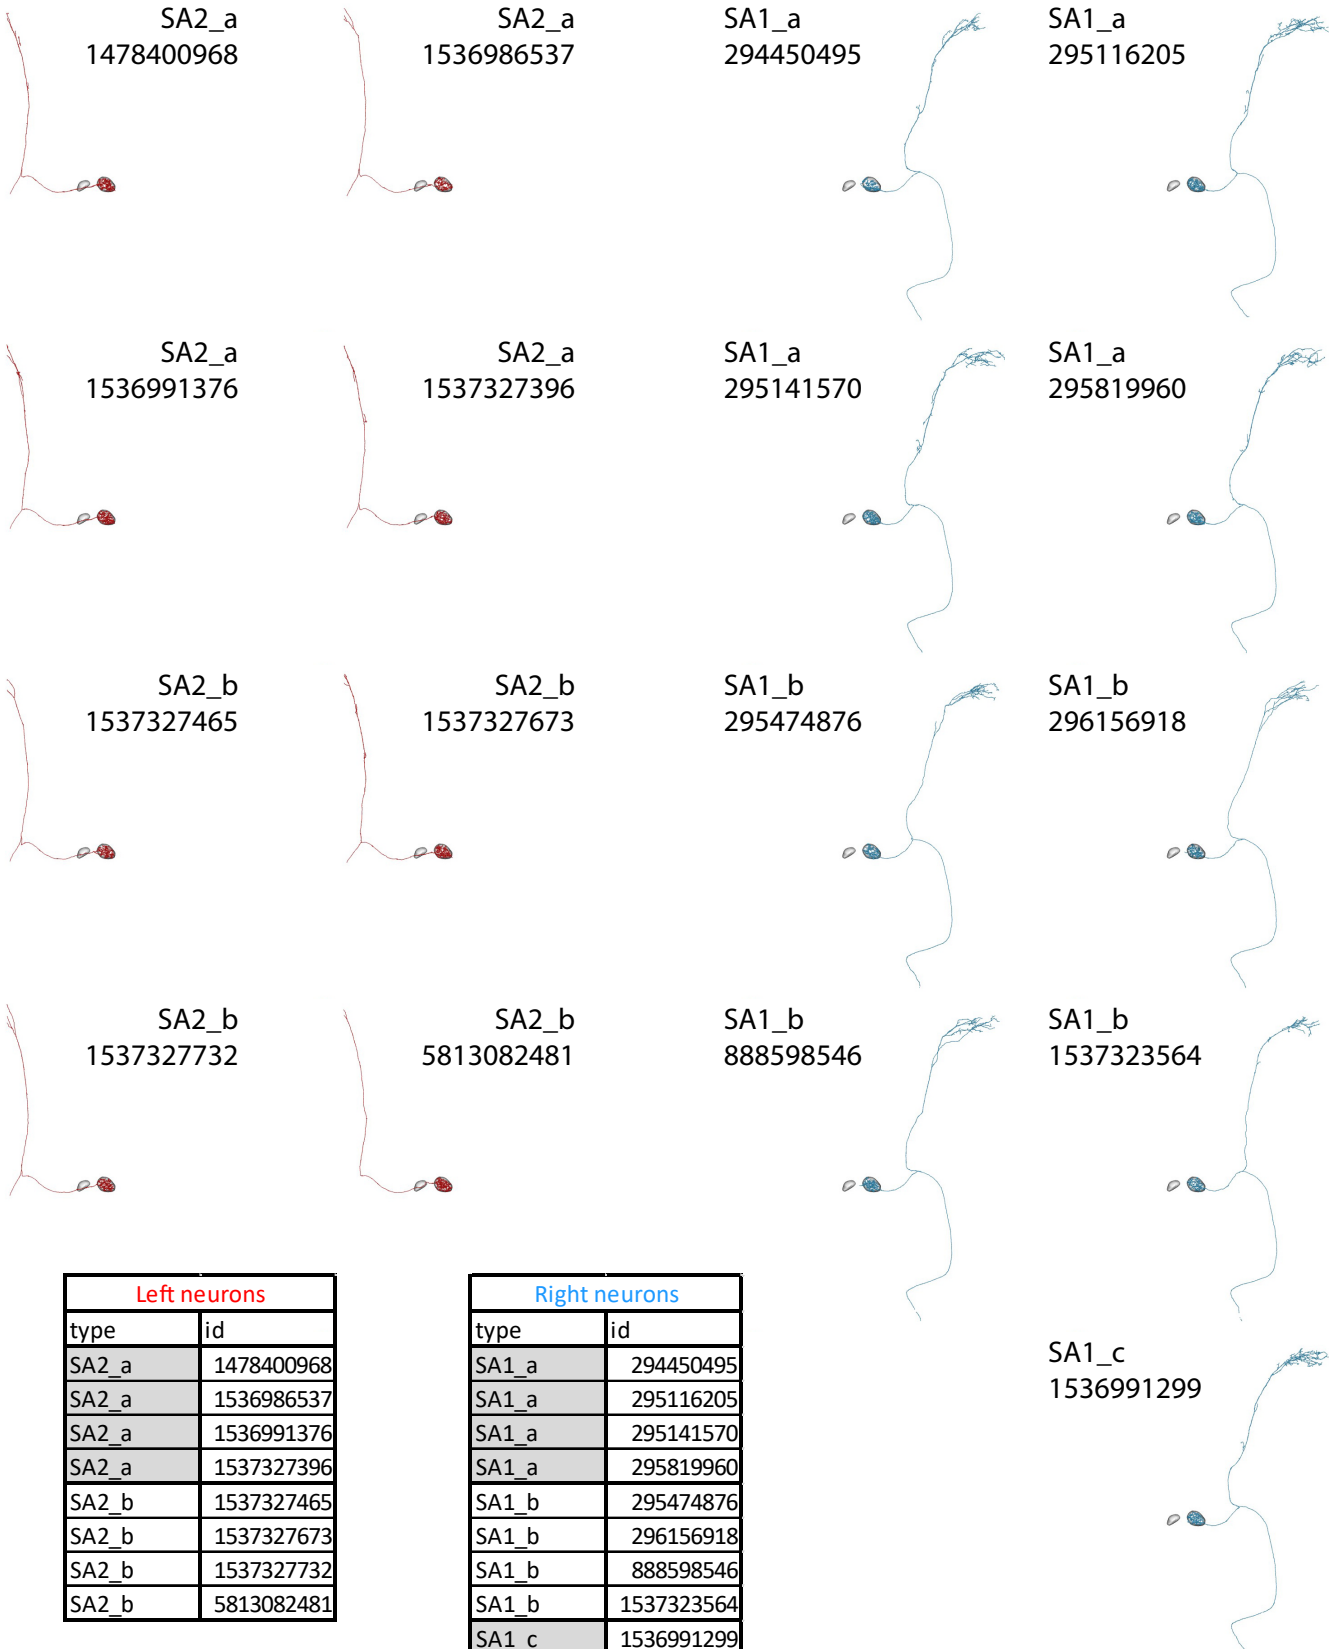 SA2_a
1478400968
SA2_a
1536986537
SA1_a
294450495
SA1_a
295116205
SA2_a
1536991376
SA2_a
1537327396
SA1_a
295141570
SA1_a
295819960
SA2_b
1537327465
SA2_b
1537327673
SA1_b
295474876
SA1_b
296156918
SA2_b
1537327732
SA2_b
5813082481
SA1_b
888598546
SA1_b
1537323564
SA1_c
1536991299
Left neurons
type id
SA2_a 1478400968
SA2_a 1536986537
SA2_a 1536991376
SA2_a 1537327396
SA2_b 1537327465
SA2_b 1537327673
SA2_b 1537327732
SA2_b 5813082481
Right neurons
type id
SA1_a 294450495
SA1_a 295116205
SA1_a 295141570
SA1_a 295819960
SA1_b 295474876
SA1_b 296156918
SA1_b 888598546
SA1_b 1537323564
SA1_c 1536991299